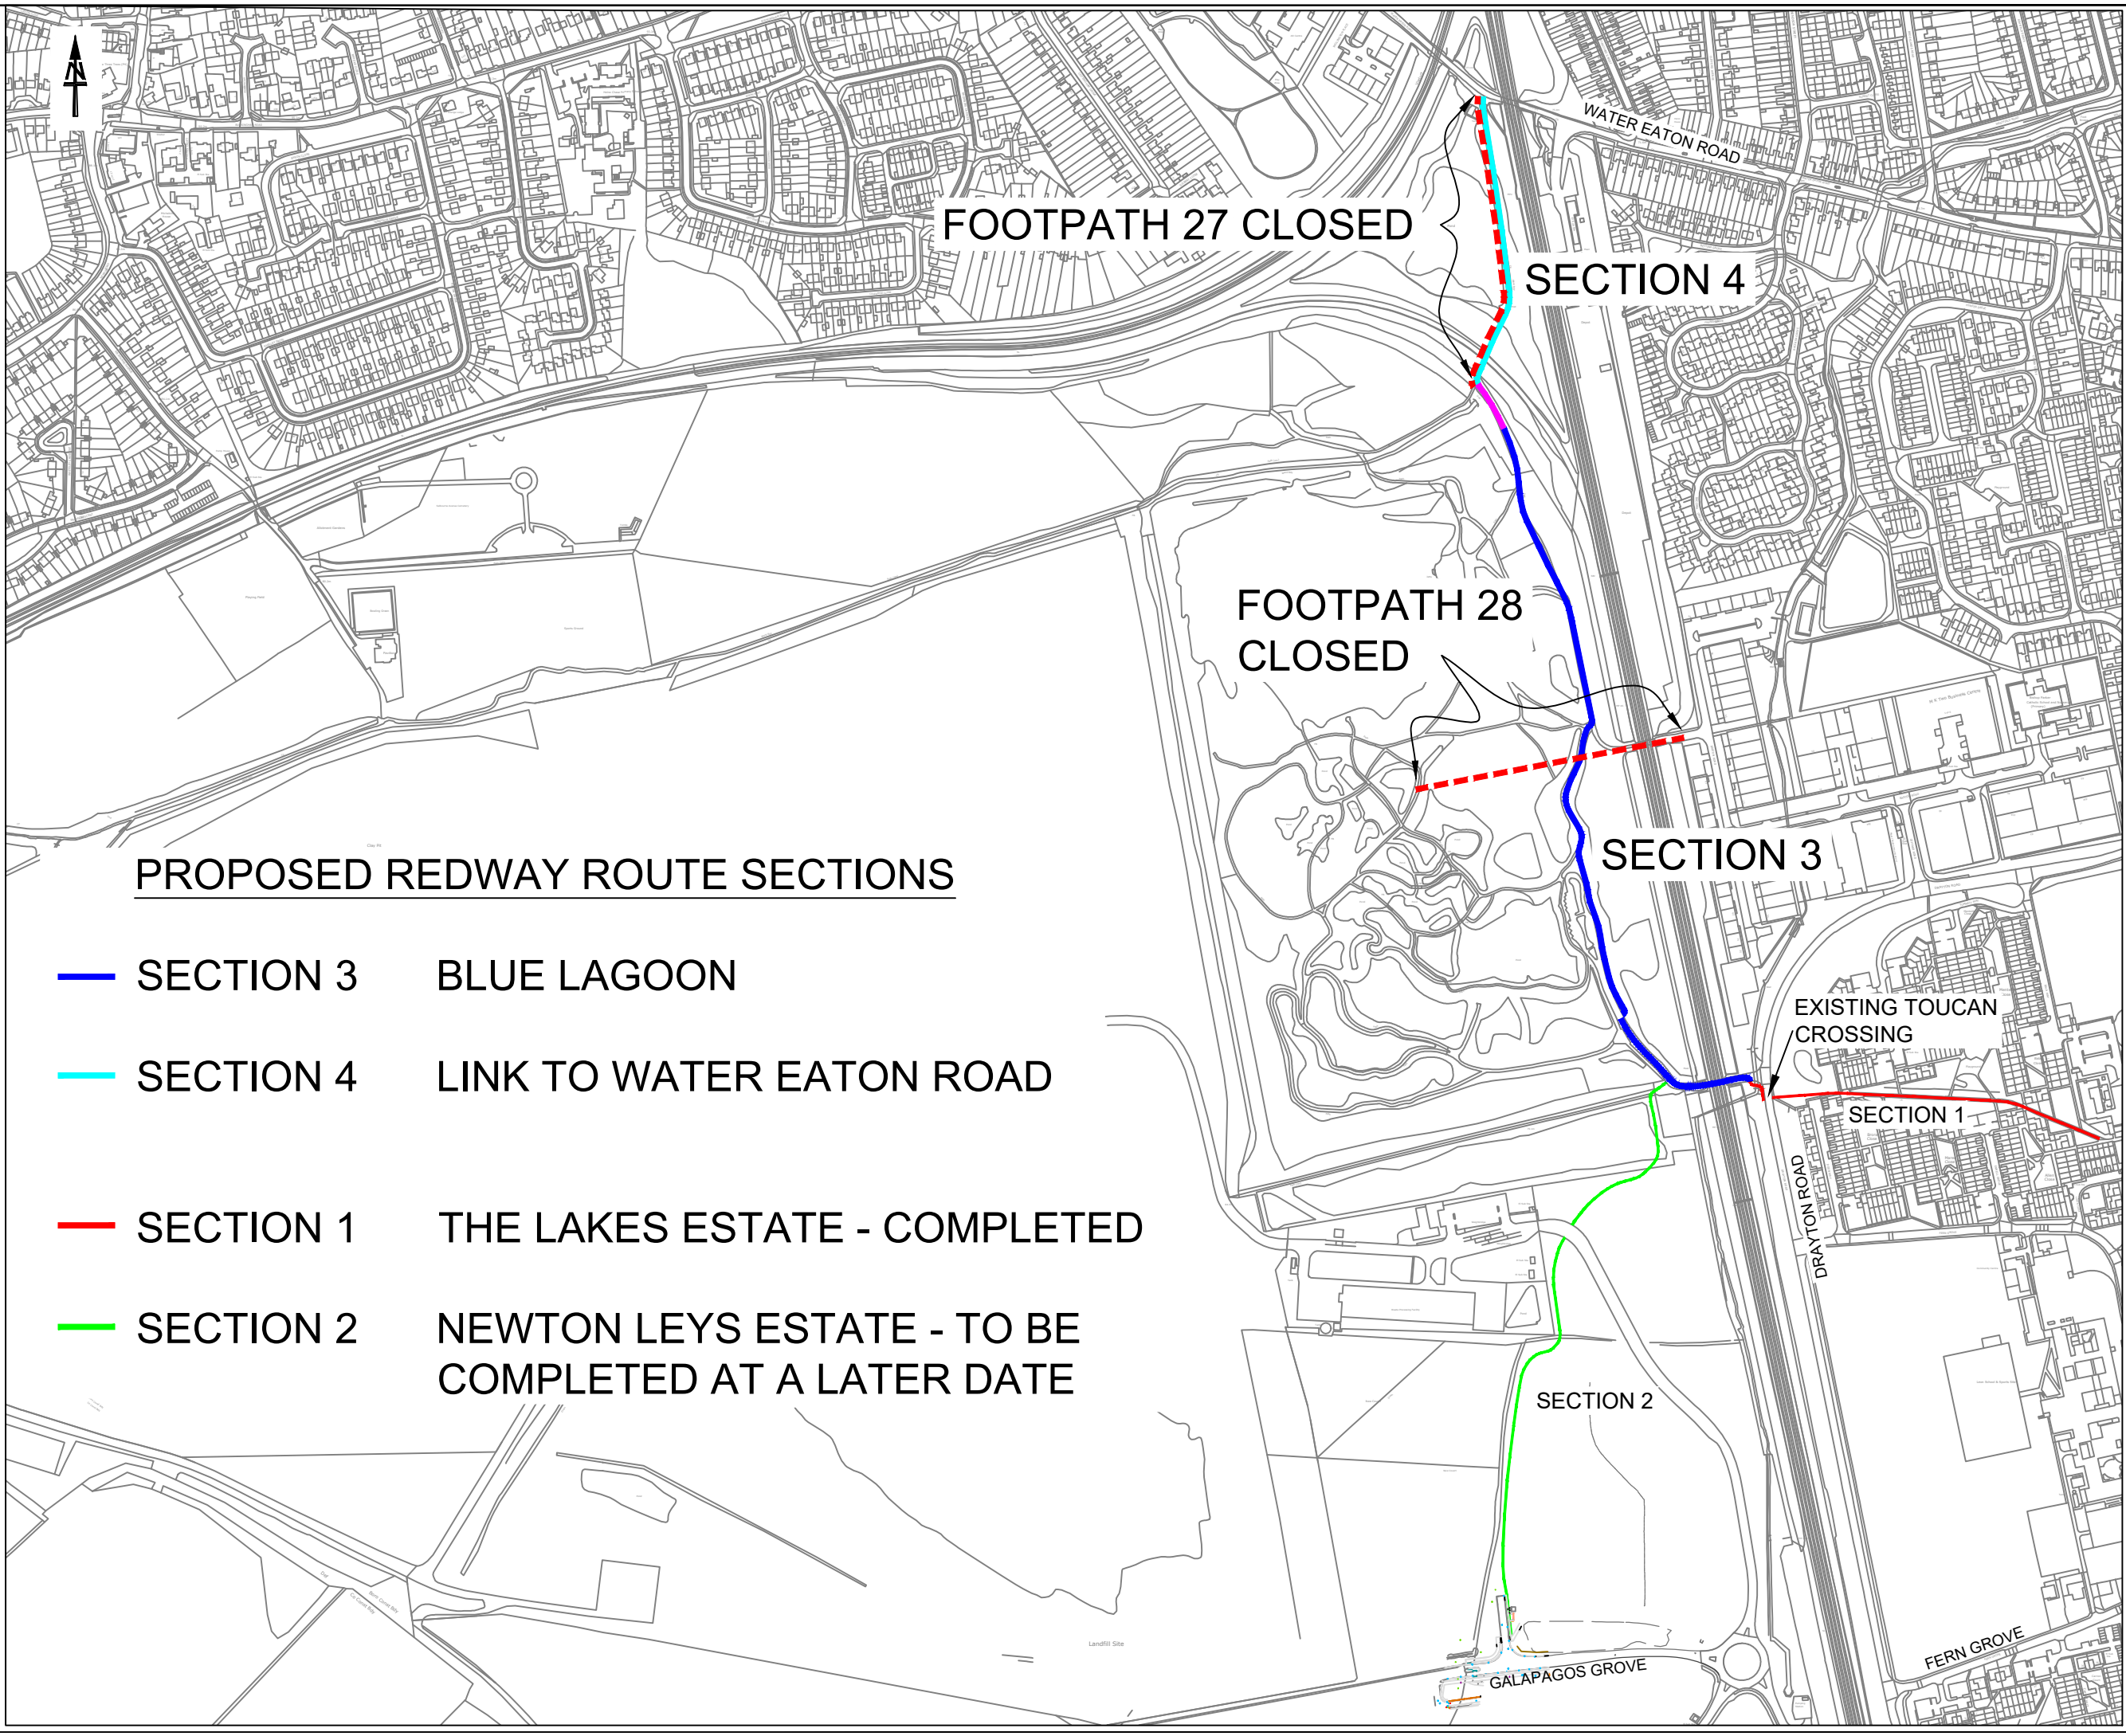 N
WATER EATON ROAD
FOOTPATH 27 CLOSED
SECTION 4
FOOTPATH 28
CLOSED
SECTION 3
PROPOSED REDWAY ROUTE SECTIONS
SECTION 3 BLUE LAGOON
SECTION 4 LINK TO WATER EATON ROAD
SECTION 1 THE LAKES ESTATE - COMPLETED
SECTION 2 NEWTON LEYS ESTATE - TO BE
COMPLETED AT A LATER DATE
EXISTING TOUCAN
CROSSING
SECTION 1
DRAYTON ROAD
SECTION 2
Landfill Site
GALAPAGOS GROVE
FERN GROVE